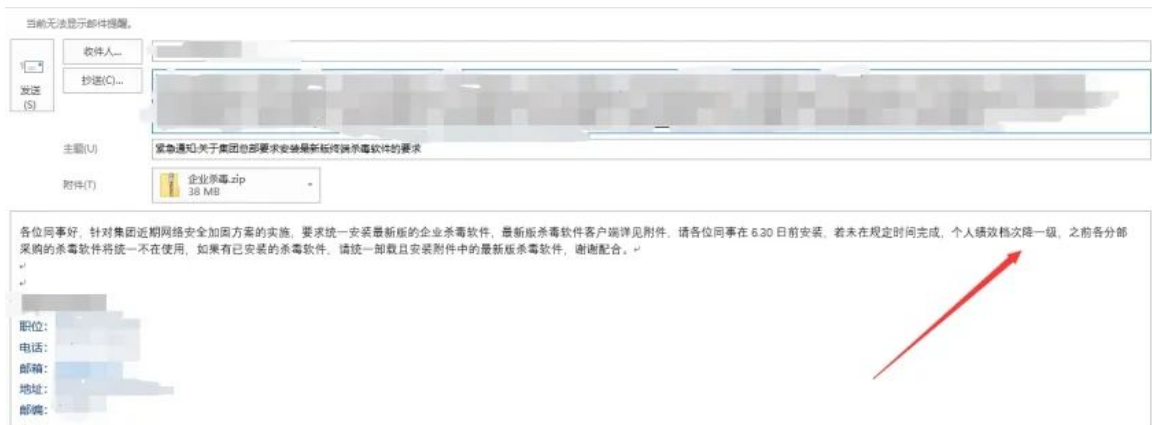 当前无法显示邮件提醒。
收件人...
发送
(S)
抄送(C)...
主题(U)
紧急通知:关于集团总部要求安装最新版终端杀毒软件的要求
附件(T)
企业杀毒.zip
38 MB
各位同事好，针对集团近期网络安全加固方案的实施，要求统一安装最新版的企业杀毒软件，最新版杀毒软件客户端详见附件，请各位同事在 6.30 日前安装，若未在规定时间完成，个人绩效档次降一级，之前各分部
采购的杀毒软件将统一不在使用，如果有已安装的杀毒软件，请统一卸载且安装附件中的最新版杀毒软件，谢谢配合。
职位：
电话：
邮箱：
地址：
邮编：